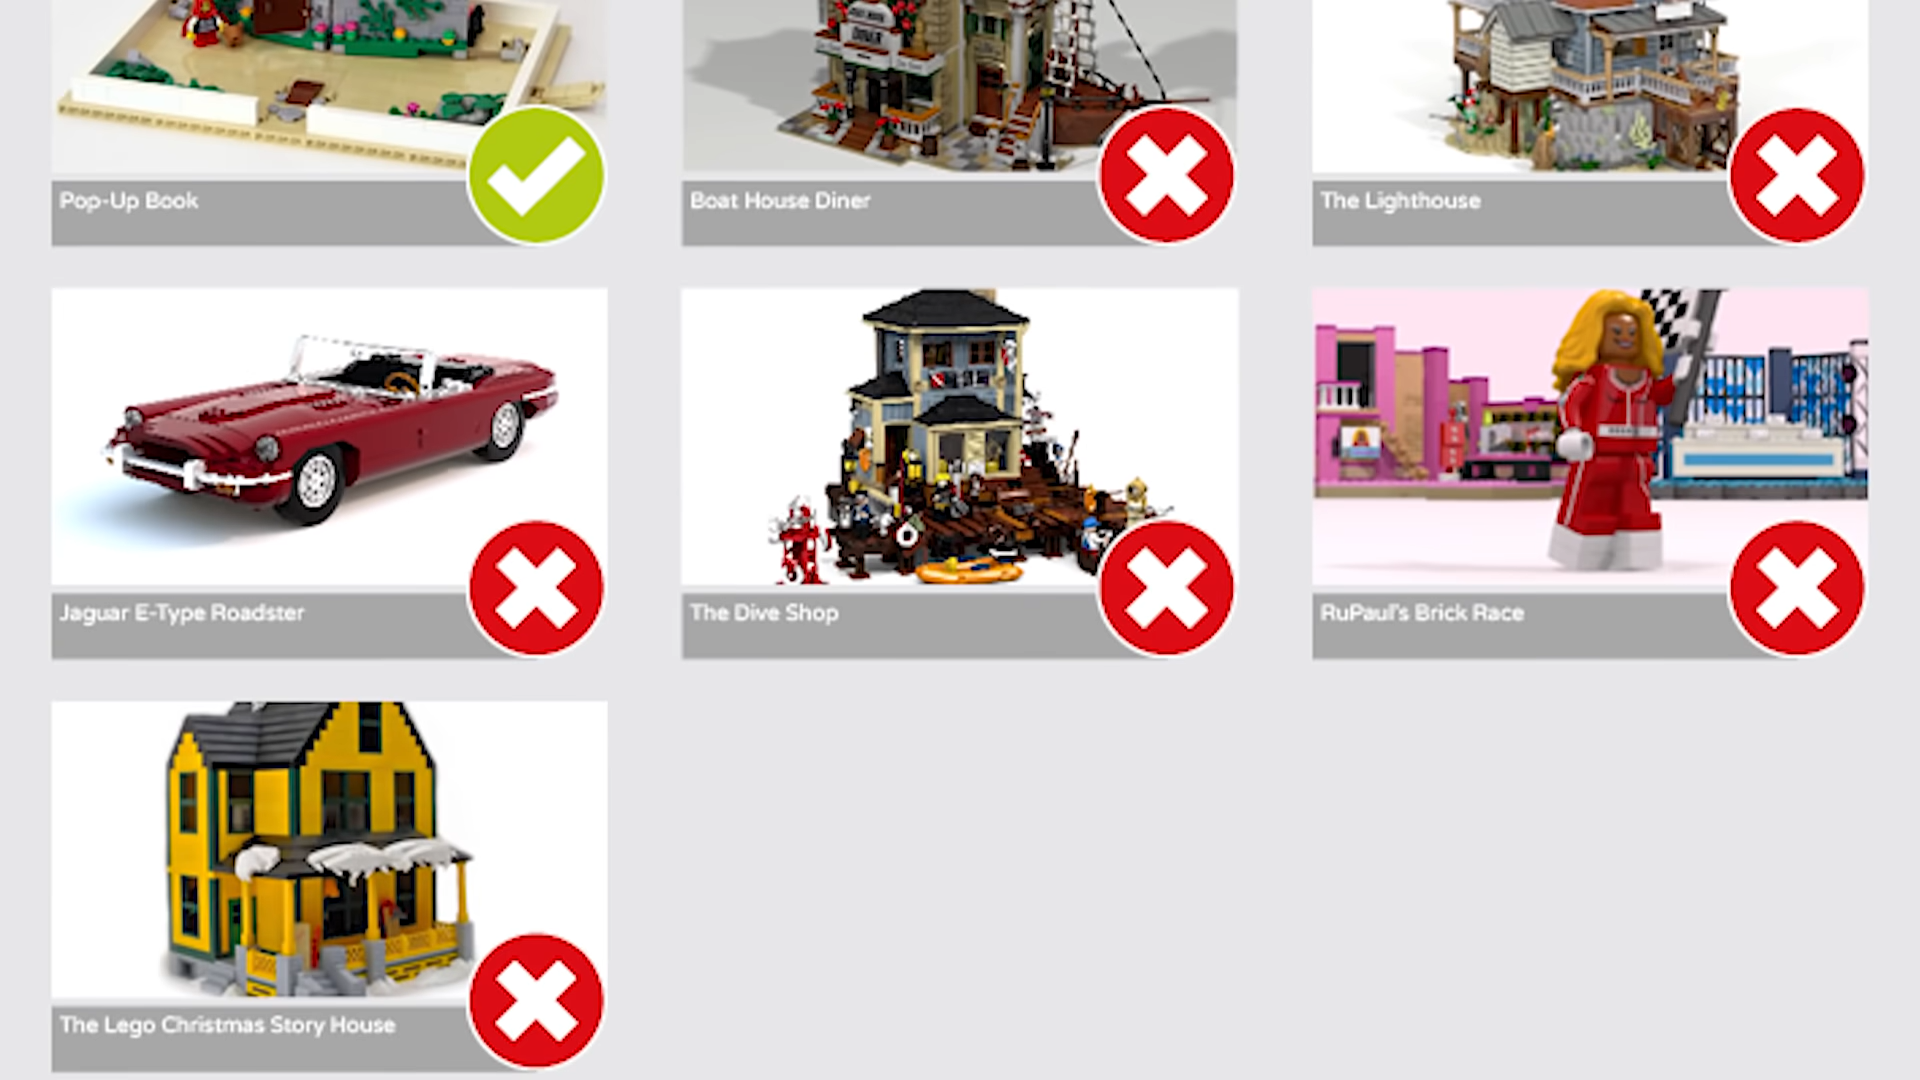 DINER
Pop-Up Book
Boat House Diner
The Lighthouse
Jaguar E-Type Roadster
The Dive Shop
RuPaul's Brick Race
The Lego Christmas Story House